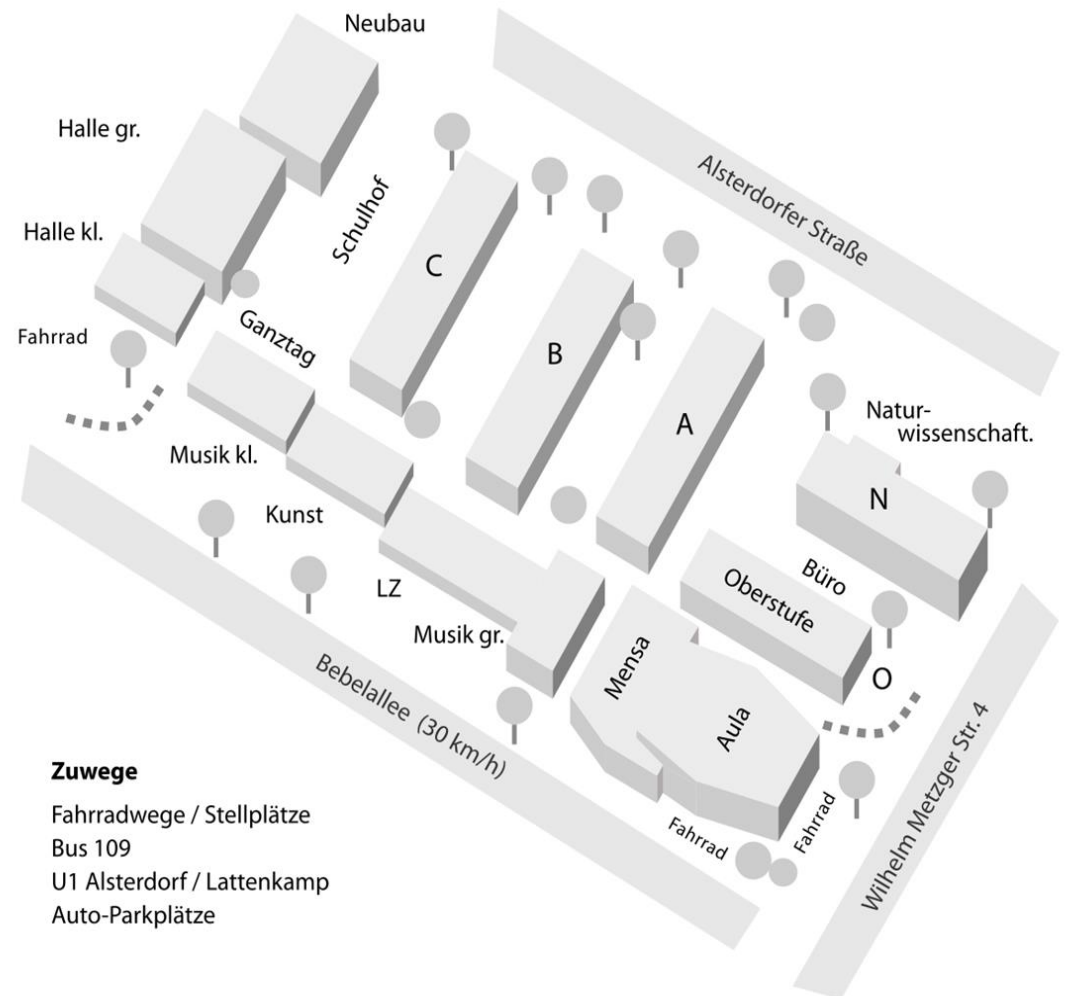 Neubau
Halle gr.
Alsterdorfer Straße
Schulhof
Halle kl.
C
Fahrrad
Ganztag
B
A
Natur-
wissenschaft.
Musik kl.
N
Kunst
LZ
Büro
Oberstufe
Musik gr.
Mensa
O
Bebelallee (30 km/h)
Aula
Wilhelm Metzger Str. 4
Fahrrad
Fahrrad
Zuwege
Fahrradwege / Stellplätze
Bus 109
U1 Alsterdorf / Lattenkamp
Auto-Parkplätze